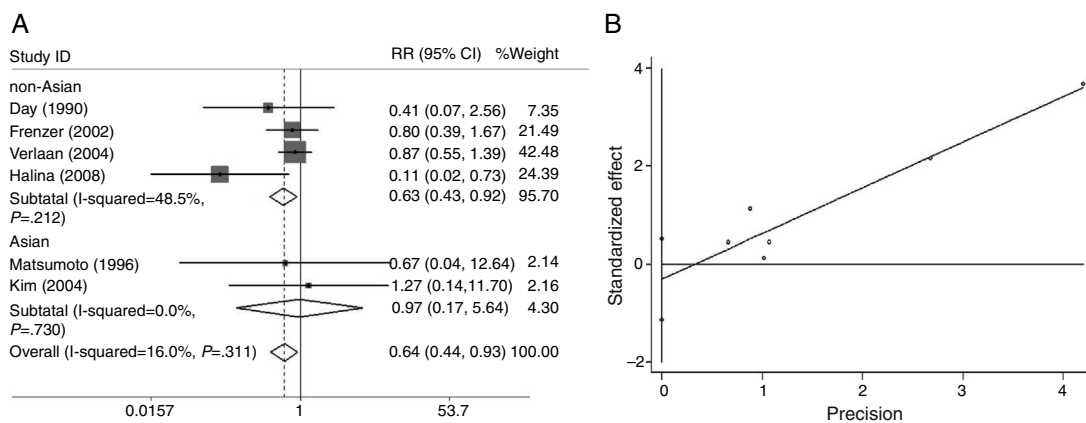 A
Study ID RR (95% CI) %Weight
non-Asian
Day (1990) 0.41 (0.07, 2.56) 7.35
Frenzer (2002) 0.80 (0.39, 1.67) 21.49
Verlaan (2004) 0.87 (0.55, 1.39) 42.48
Halina (2008) 0.11 (0.02, 0.73) 24.39
Subtatal (I-squared=48.5%, 0.63 (0.43, 0.92) 95.70
P=.212)
Asian
Matsumoto (1996) 0.67 (0.04, 12.64) 2.14
Kim (2004) 1.27 (0.14,11.70) 2.16
Subtatal (I-squared=0.0%, 0.97 (0.17, 5.64) 4.30
P=.730)
Overall (I-squared=16.0%, P=.311) 0.64 (0.44, 0.93) 100.00
0.0157 1 53.7
B
Standardized effect
4
2
0
–2
0 1 2 3 4
Precision